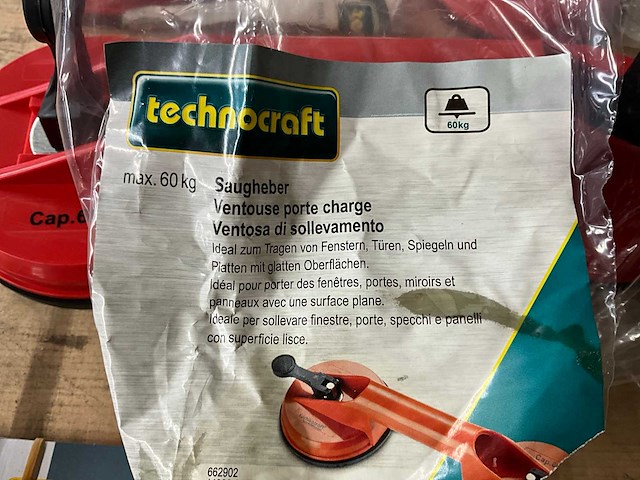 technocraft
60kg
max. 60 kg
Saugheber
Ventouse porte charge
Ventosa di sollevamento
Ideal zum Tragen von Fenstern, Türen, Spiegeln und
Platten mit glatten Oberflächen.
Idéal pour porter des fenêtres, portes, miroirs et
panneaux avec une surface plane.
Ideale per sollevare finestre, porte, specchi e panelli
con superficie lisce.
Cap.6
662902